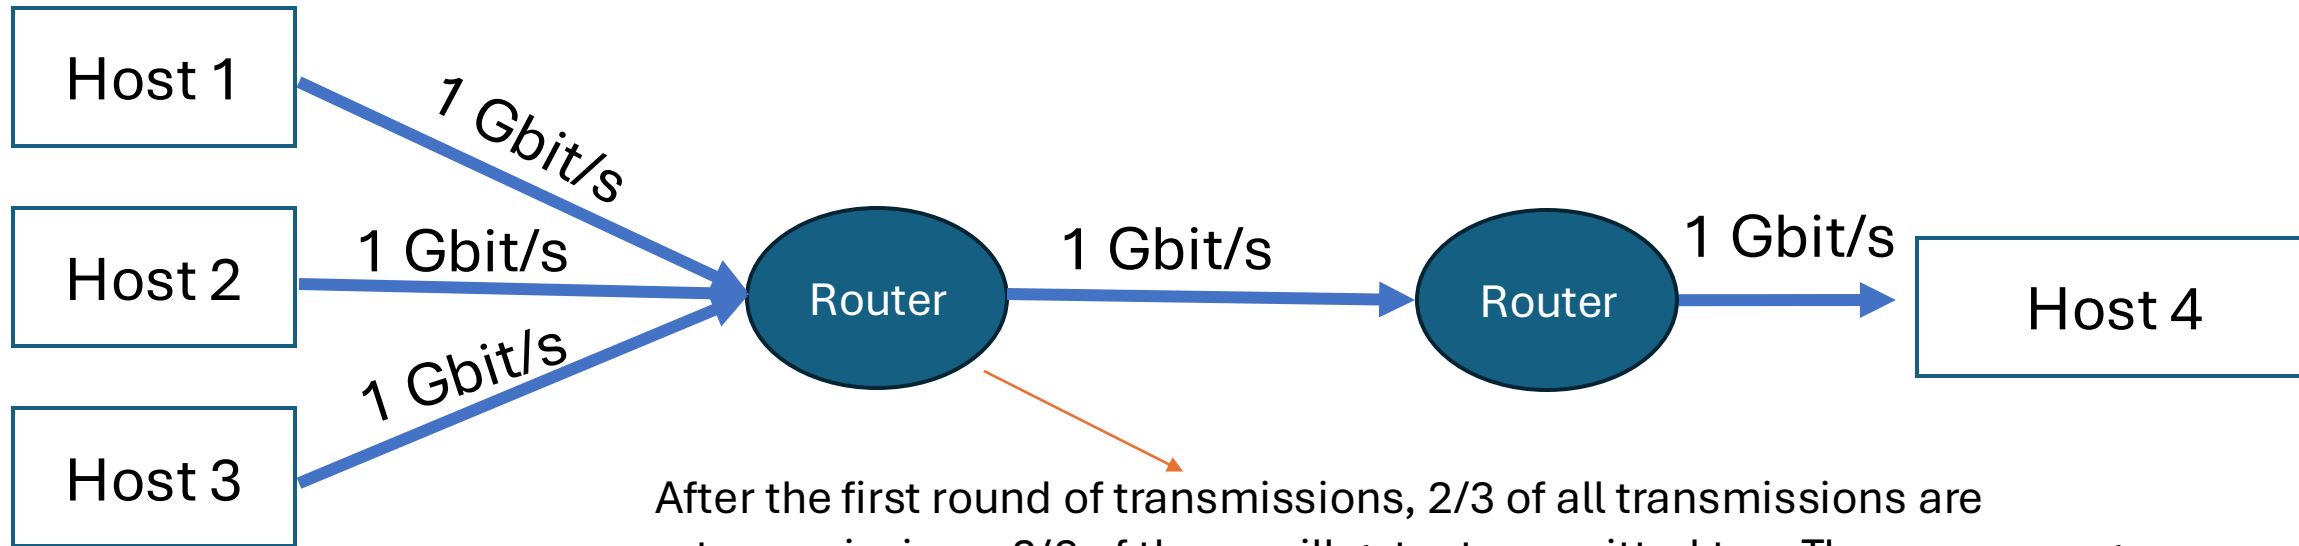 Host 1
1 Gbit/s
Host 2
1 Gbit/s
Host 3
1 Gbit/s
Router
1 Gbit/s
Router
1 Gbit/s
Host 4
After the first round of transmissions, 2/3 of all transmissions are